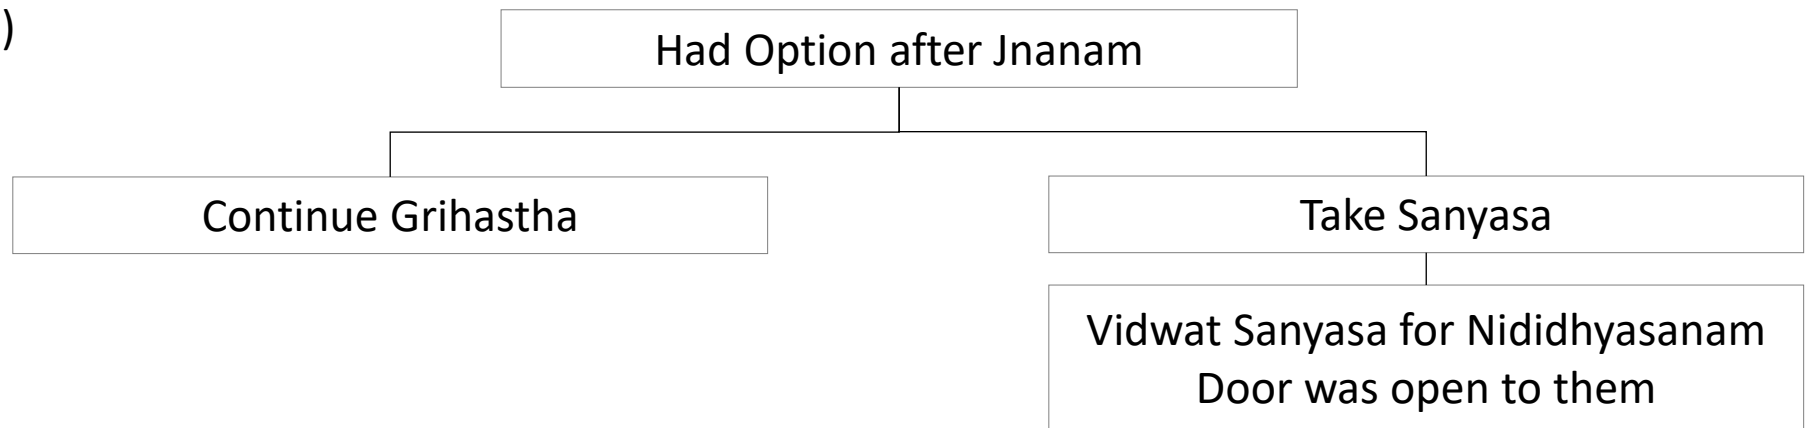 )
Had Option after Jnanam
Continue Grihastha
Take Sanyasa
Vidwat Sanyasa for Nididhyasanam
Door was open to them